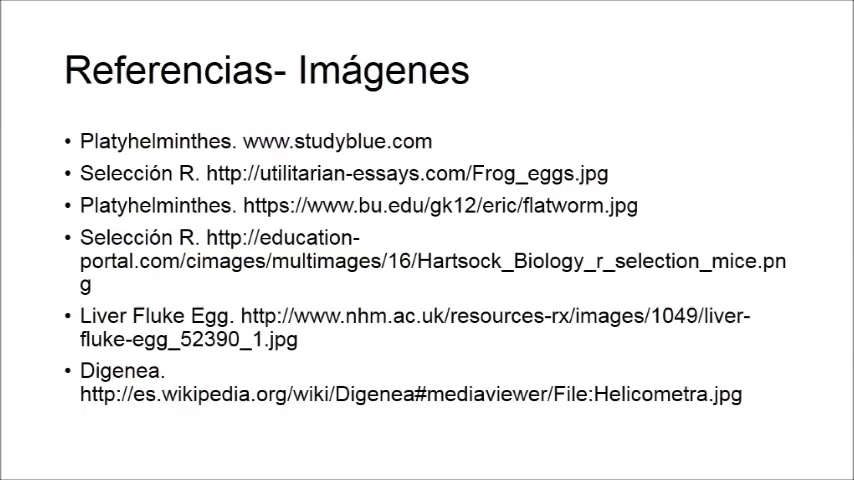 Referencias- Imágenes
• Platyhelminthes. www.studyblue.com
• Selección R. http://utilitarian-essays.com/Frog_eggs.jpg
• Platyhelminthes. https://www.bu.edu/gk12/eric/flatworm.jpg
• Selección R. http://education-
portal.com/cimages/multimages/16/Hartsock_Biology_r_selection_mice.pn
g
• Liver Fluke Egg. http://www.nhm.ac.uk/resources-rx/images/1049/liver-
fluke-egg_52390_1.jpg
• Digenea.
http://es.wikipedia.org/wiki/Digenea#mediaviewer/File:Helicometra.jpg